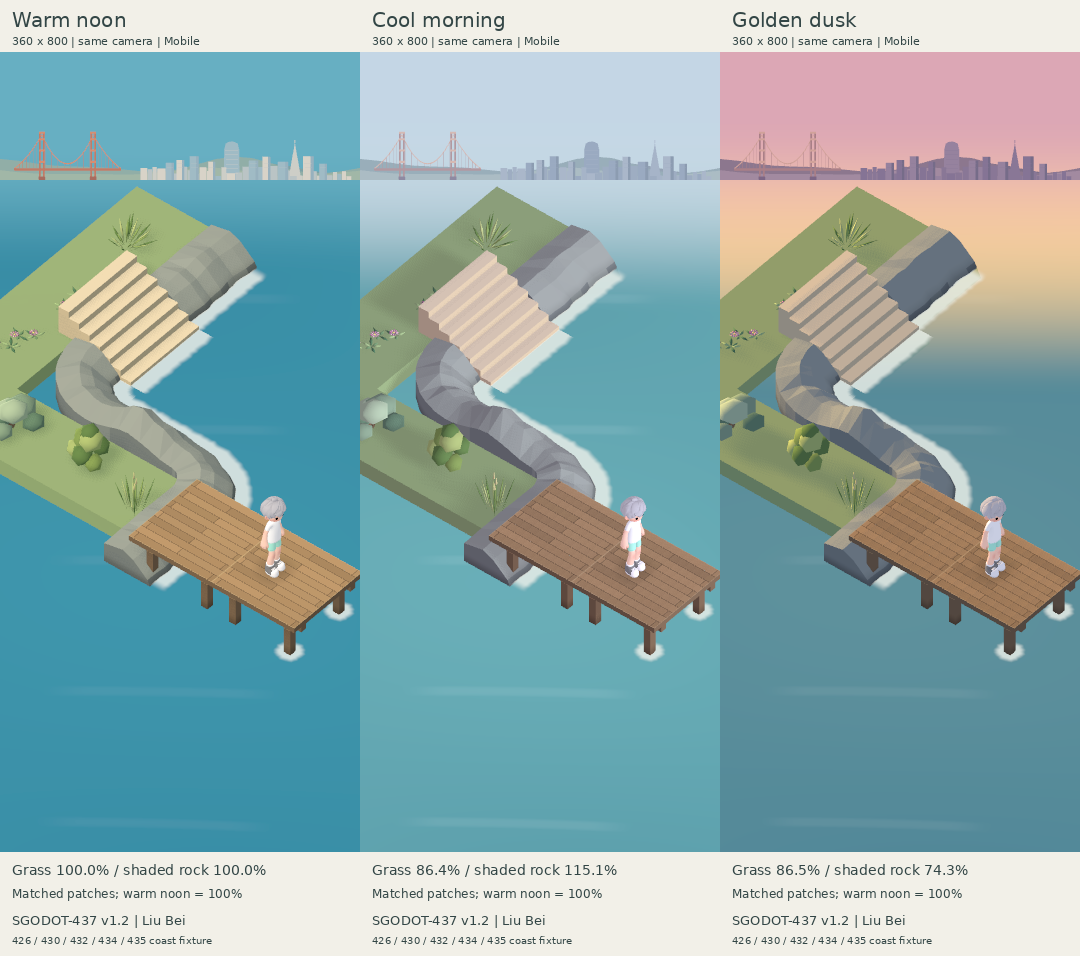 Warm noon
360 x 800 | same camera | Mobile
Cool morning
360 x 800 | same camera | Mobile
Golden dusk
360 x 800 | same camera | Mobile
Grass 100.0% / shaded rock 100.0%
Matched patches; warm noon = 100%
SGODOT-437 v1.2 | Liu Bei
426 / 430 / 432 / 434 / 435 coast fixture
Grass 86.4% / shaded rock 115.1%
Matched patches; warm noon = 100%
SGODOT-437 v1.2 | Liu Bei
426 / 430 / 432 / 434 / 435 coast fixture
Grass 86.5% / shaded rock 74.3%
Matched patches; warm noon = 100%
SGODOT-437 v1.2 | Liu Bei
426 / 430 / 432 / 434 / 435 coast fixture